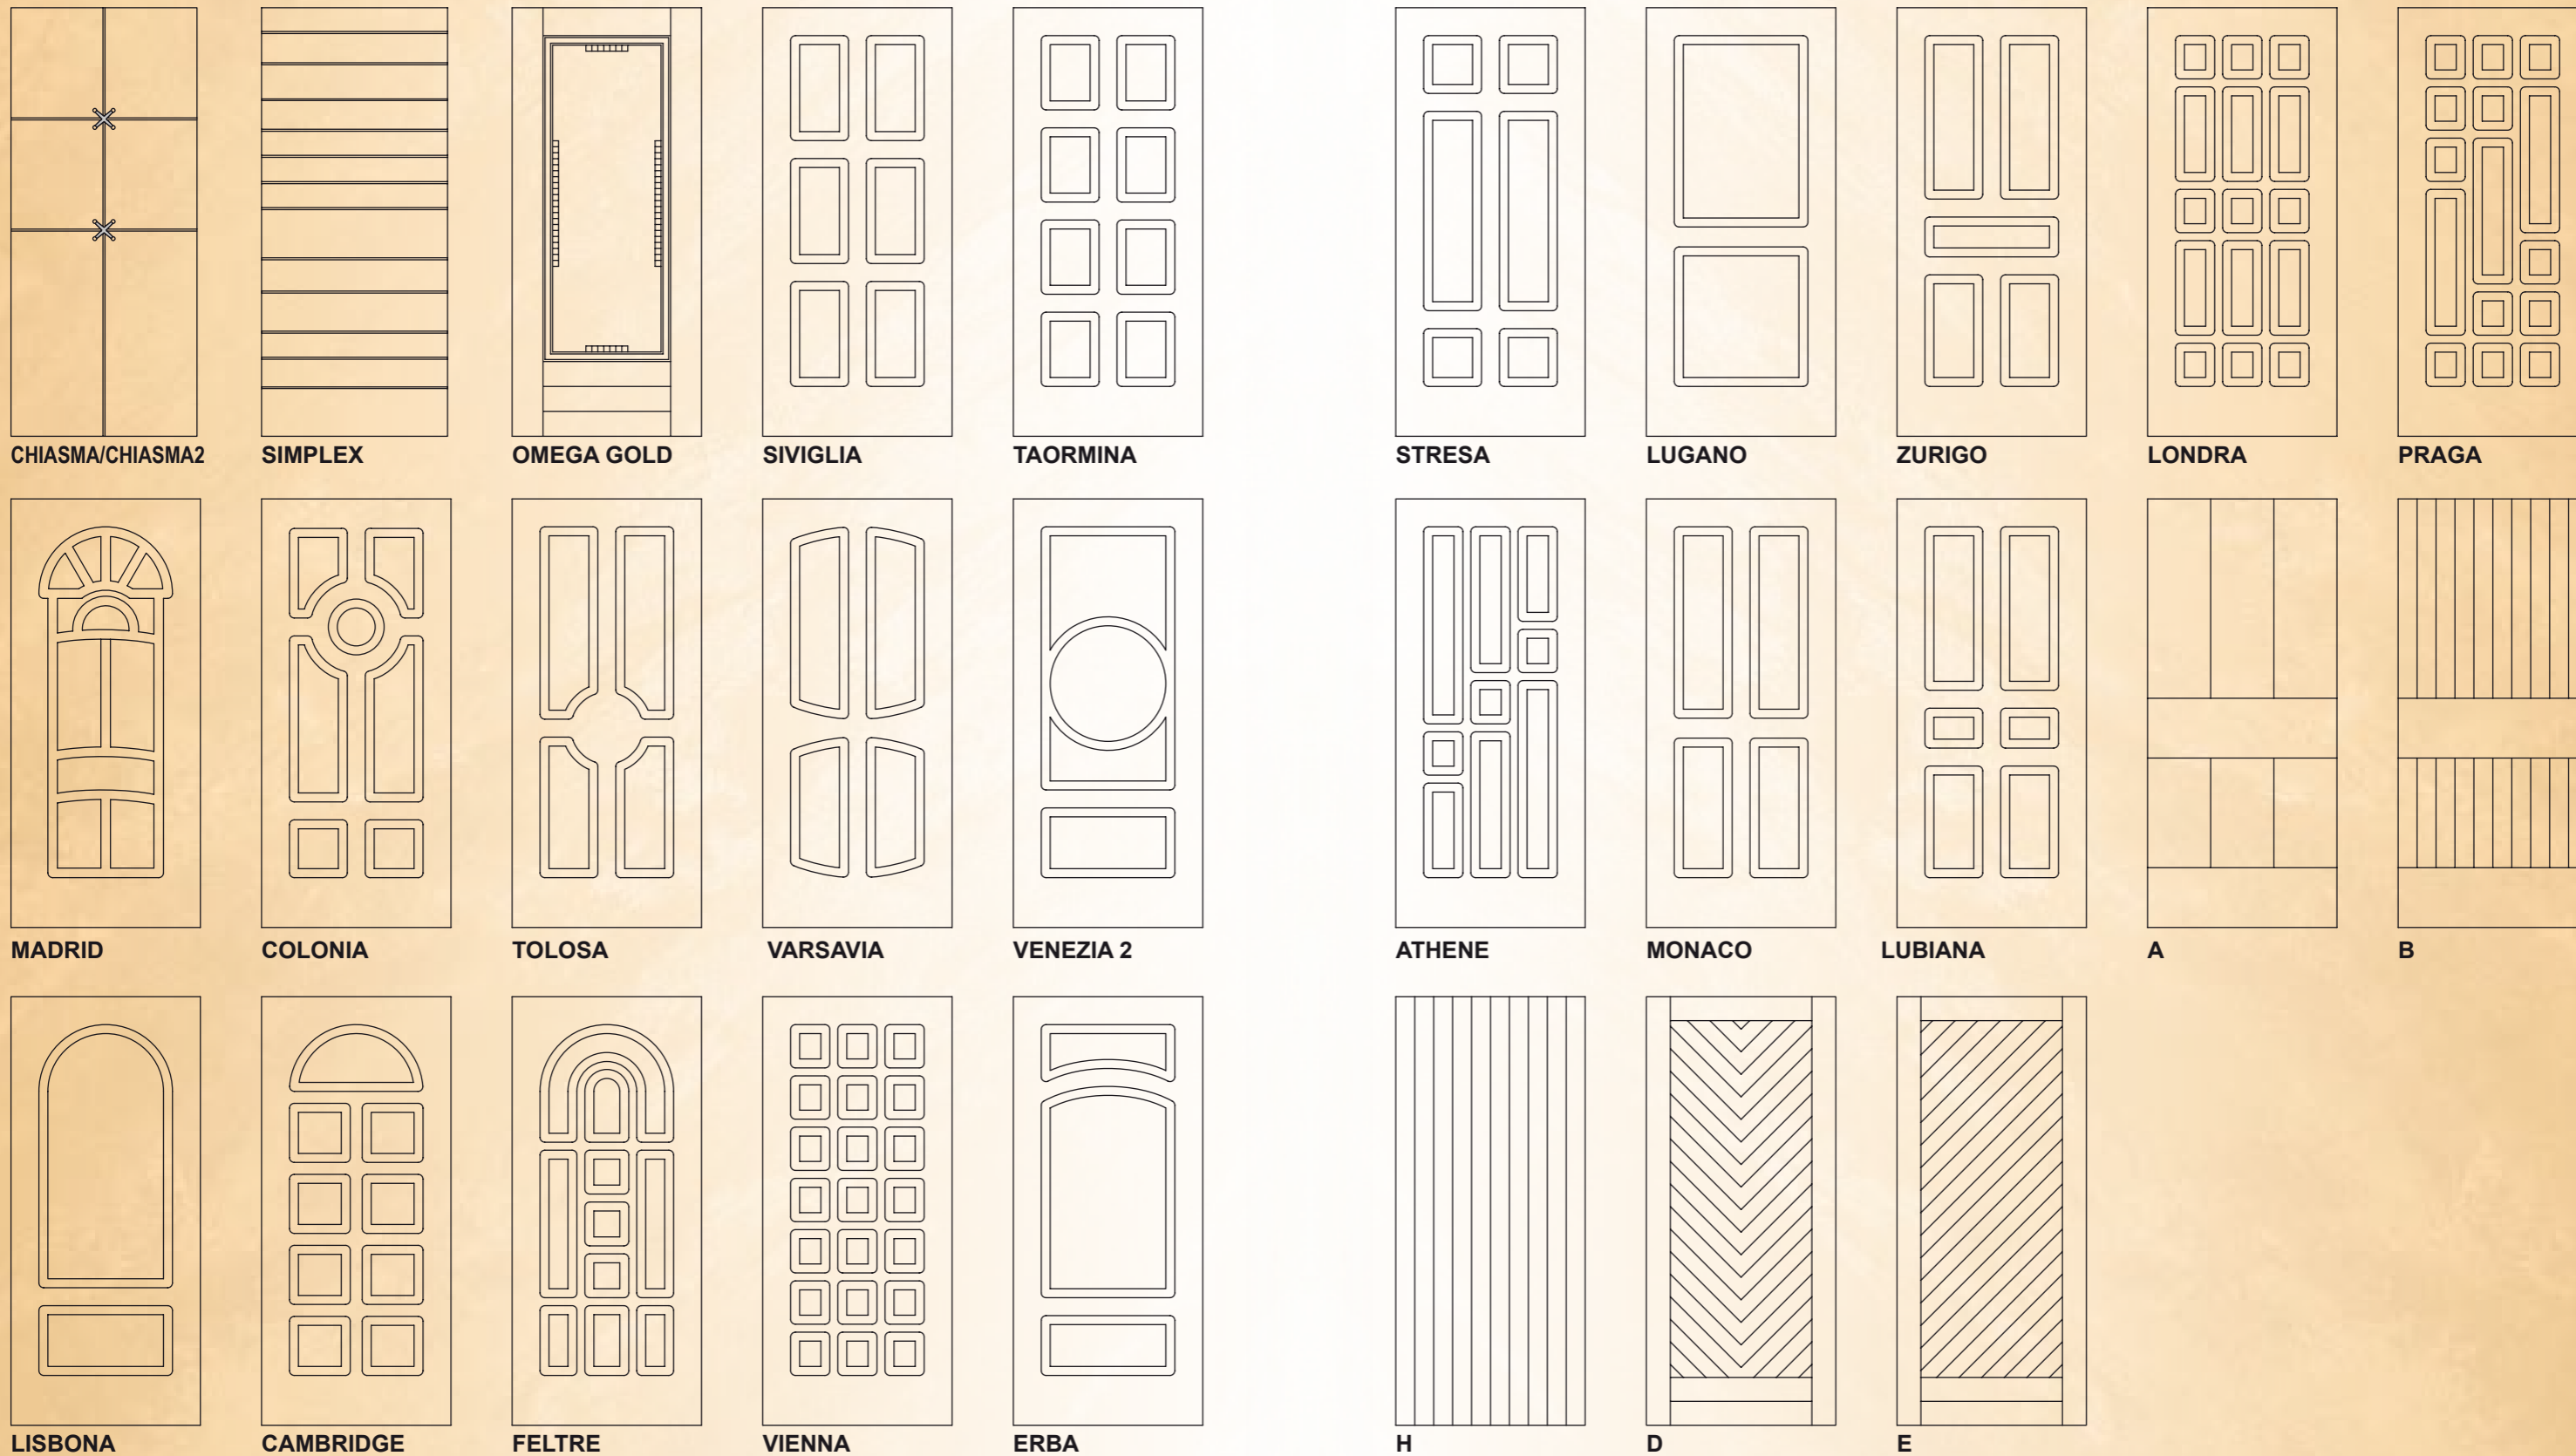 CHIASMA/CHIASMA2 SIMPLEX OMEGA GOLD SIVIGLIA TAORMINA STRESA LUGANO ZURIGO LONDRA PRAGA
MADRID COLONIA TOLOSA VARSAVIA VENEZIA 2 ATHENE MONACO LUBIANA A B
LISBONA CAMBRIDGE FELTRE VIENNA ERBA H D E